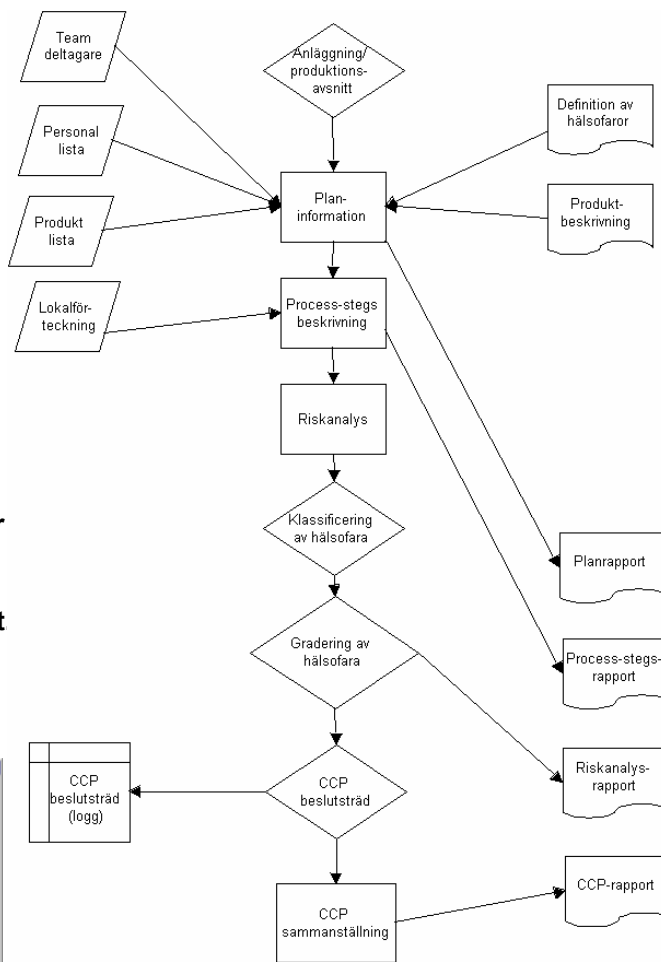 Team
deltagare
Anläggning/
produktions-
avsnitt
Definition av
hälsofaror
Personal
lista
Plan-
information
Produkt-
beskrivning
Produkt
lista
Lokalför-
teckning
Process-stegs
beskrivning
Riskanalys
r
Klassificering
av hälsofara
Planrapport
t
Gradering av
hälsofara
Process-stegs-
rapport
CCP
beslutsträd
(logg)
CCP
beslutsträd
Riskanalys-
rapport
CCP
sammanställning
CCP-rapport